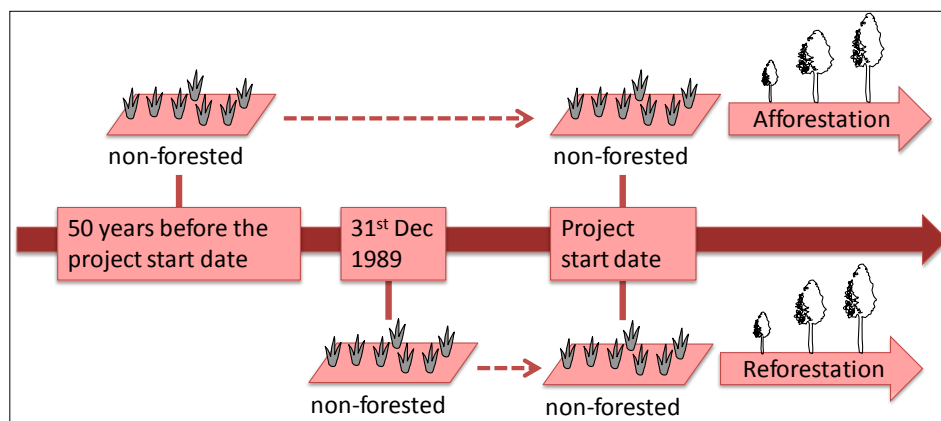 Afforestation
non-forested
non-forested
50 years before the
project start date
31st Dec
1989
Project
start date
Reforestation
non-forested
non-forested